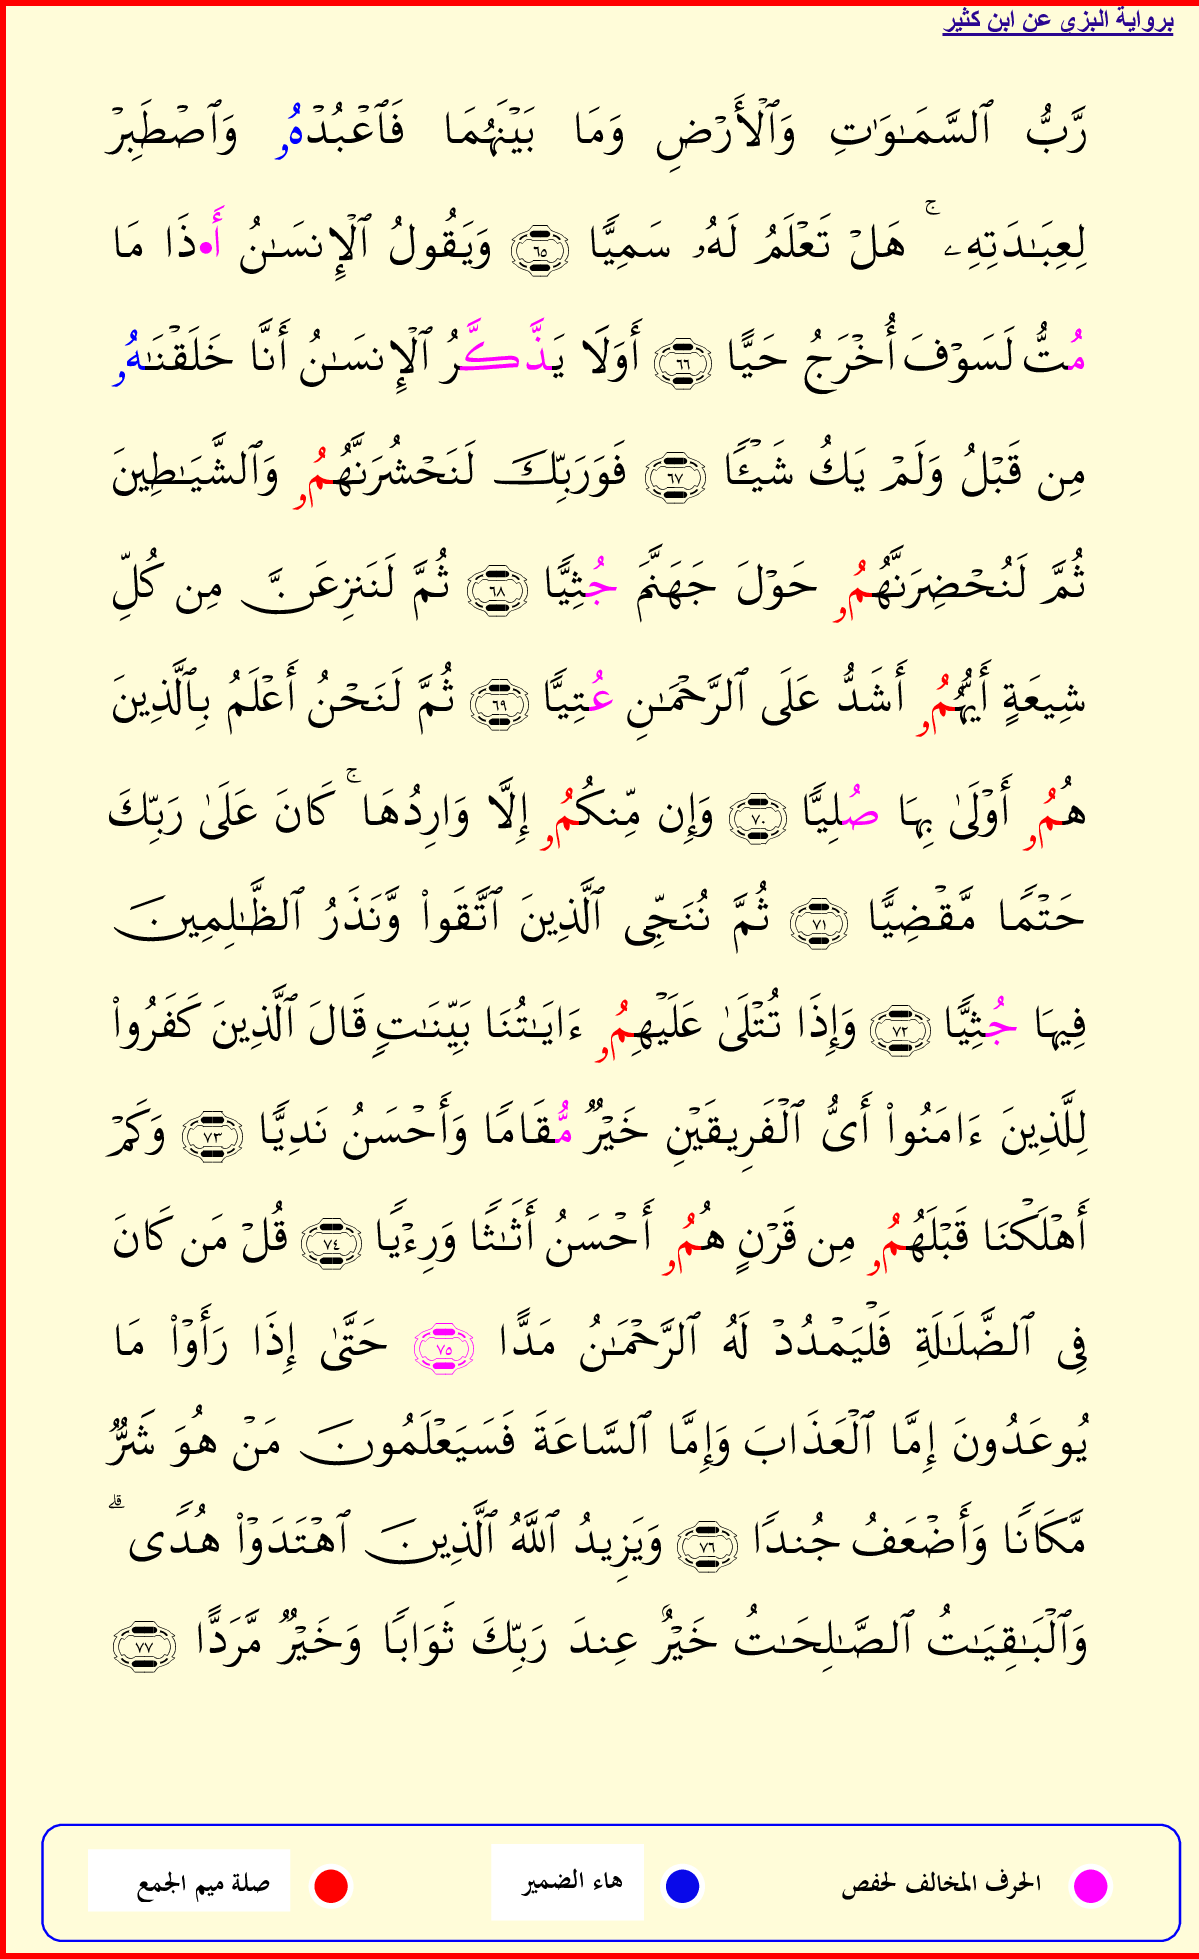 برواية البزى عن ابن كثير
رَّبُّ ٱلسَّمَـٰوَٰتِ وَٱلۡأَرۡضِ وَمَا بَيۡنَهُمَا فَٱعۡبُدۡهُۥ وَٱصۡطَبِرۡ
لِعِبَـٰدَتِهِۦۚ هَلۡ تَعۡلَمُ لَهُۥ سَمِيࣰّا ٦٥ وَيَقُولُ ٱلۡإِنسَـٰنُ أَ•ذَا مَا
مُتُّ لَسَوۡفَ أُخۡرَجُ حَيًّا ٦٦ أَوَلَا يَذَّكَّرُ ٱلۡإِنسَـٰنُ أَنَّا خَلَقۡنَـٰهُۥ
مِن قَبۡلُ وَلَمۡ يَكُ شَيۡـࣰٔا ٦٧ فَوَرَبِّكَ لَنَحۡشُرَنَّهُمُۥ وَٱلشَّيَـٰطِينَ
ثُمَّ لَنُحۡضِرَنَّهُمُۥ حَوۡلَ جَهَنَّمَ جُثِيࣰّا ٦٨ ثُمَّ لَنَنزِعَنَّ مِن كُلِّ
شِيعَةٍ أَيُّهُمُۥ أَشَدُّ عَلَى ٱلرَّحۡمَـٰنِ عُتِيࣰّا ٦٩ ثُمَّ لَنَحۡنُ أَعۡلَمُ بِٱلَّذِينَ
هُمُۥ أَوۡلَىٰ بِهَا صُلِيࣰّا ٧٠ وَإِن مِّنكُمُۥ إِلَّا وَارِدُهَاۚ كَانَ عَلَىٰ رَبِّكَ
حَتۡمࣰا مَّقۡضِيࣰّا ٧١ ثُمَّ نُنَجِّى ٱلَّذِينَ ٱتَّقَوا۟ وَّنَذَرُ ٱلظَّـٰلِمِينَ
فِيهَا جُثِيࣰّا ٧٢ وَإِذَا تُتۡلَىٰ عَلَيۡهِمُۥ ءَايَـٰتُنَا بَيِّنَـٰتࣲ قَالَ ٱلَّذِينَ كَفَرُوا۟
لِلَّذِينَ ءَامَنُوا۟ أَىُّ ٱلۡفَرِيقَيۡنِ خَيۡرࣱ مُّقَامࣰا وَأَحۡسَنُ نَدِيࣰّا ٧٣ وَكَمۡ
أَهۡلَكۡنَا قَبۡلَهُمُۥ مِن قَرۡنٍ هُمُۥ أَحۡسَنُ أَثَـٰثࣰا وَرِءۡيࣰا ٧٤ قُلۡ مَن كَانَ
فِى ٱلضَّلَـٰلَةِ فَلۡيَمۡدُدۡ لَهُ ٱلرَّحۡمَـٰنُ مَدًّا ٧٥ حَتَّىٰ إِذَا رَأَوۡا۟ مَا
يُوعَدُونَ إِمَّا ٱلۡعَذَابَ وَإِمَّا ٱلسَّاعَةَ فَسَيَعۡلَمُونَ مَنۡ هُوَ شَرࣱّ
مَّكَانࣰا وَأَضۡعَفُ جُندࣰا ٧٦ وَيَزِيدُ ٱللَّهُ ٱلَّذِينَ ٱهۡتَدَوۡا۟ هُدࣰىۗ
وَٱلۡبَـٰقِيَـٰتُ ٱلصَّـٰلِحَـٰتُ خَيۡرٌ عِندَ رَبِّكَ ثَوَابࣰا وَخَيۡرࣱ مَّرَدًّا ٧٧
الحرف المخالف لحفص هاء الضمير صلة ميم الجمع